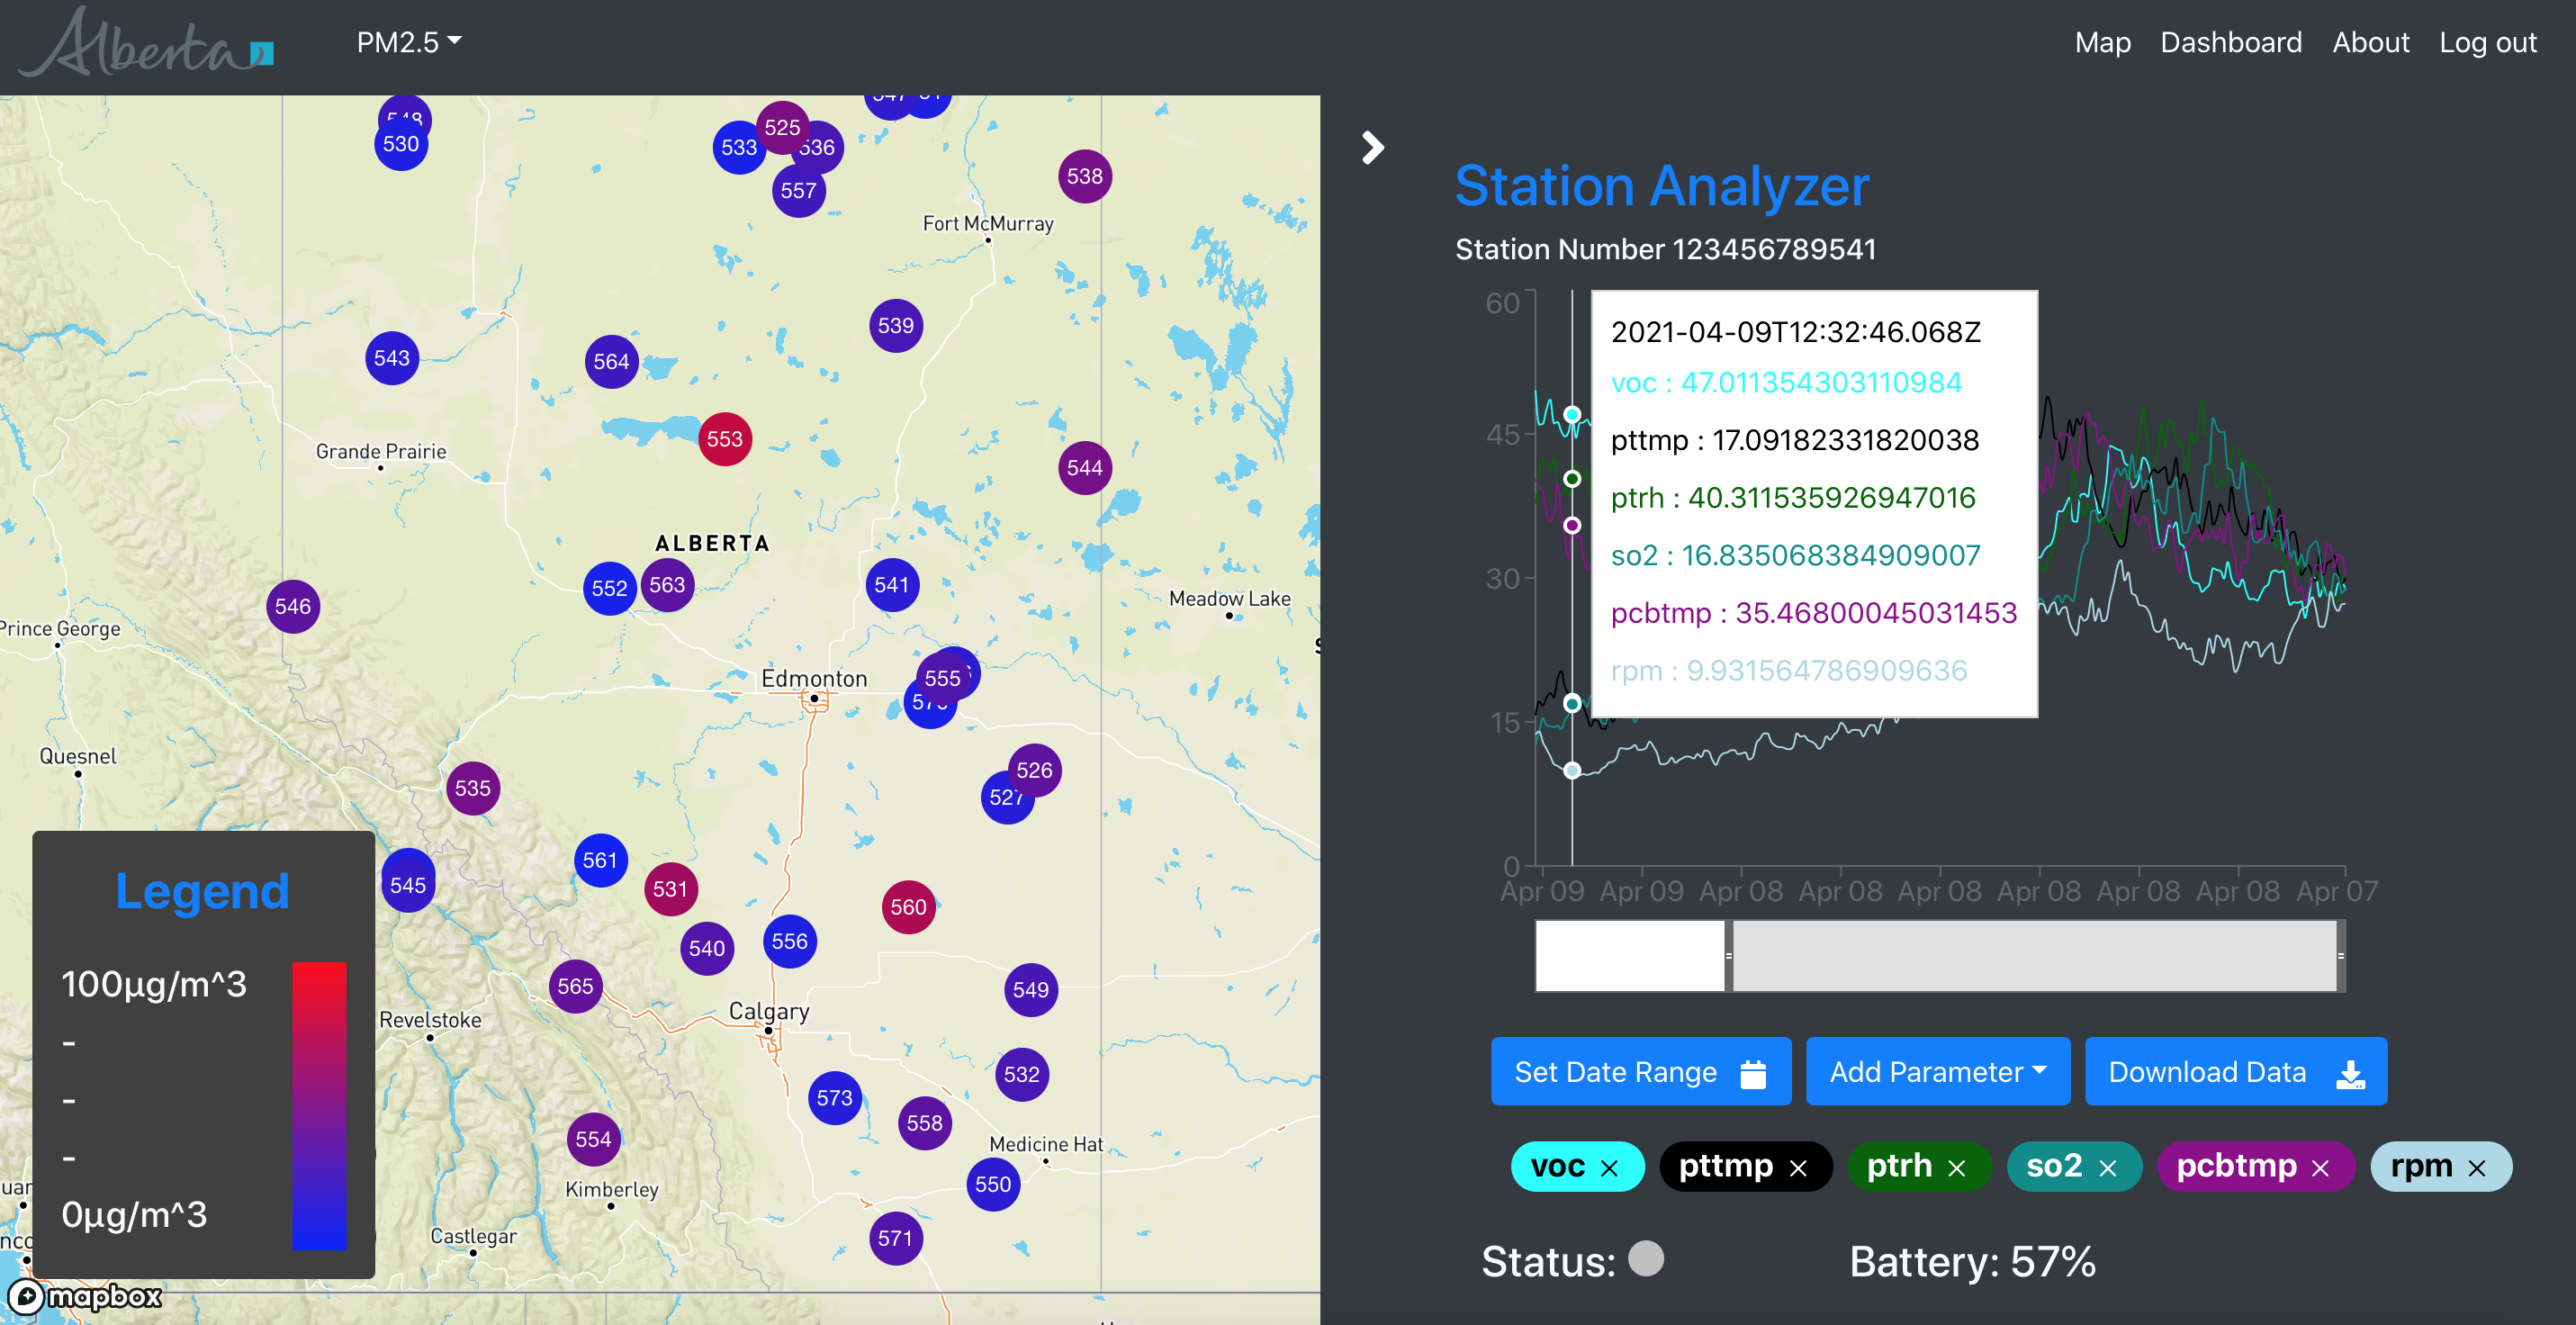 Alberta
PM2.5
Map Dashboard About Log out
548
530
533
525
536
557
547
538
Fort McMurray
539
543
564
553
Grande Prairie
544
ALBERTA
552
563
541
546
Meadow Lake
Prince George
Edmonton
555
Quesnel
535
526
527
561
545
531
560
540
556
565
549
Calgary
Revelstoke
532
573
558
554
Medicine Hat
Kimberley
550
571
Castlegar
Legend
100µg/m^3
-
-
-
0µg/m^3
mapbox
Station Analyzer
Station Number 123456789541
60
45
30
15
0
2021-04-09T12:32:46.068Z
voc : 47.011354303110984
pttmp : 17.09182331820038
ptrh : 40.311535926947016
so2 : 16.835068384909007
pcbtmp : 35.46800045031453
rpm : 9.931564786909636
Apr 09 Apr 09 Apr 08 Apr 08 Apr 08 Apr 08 Apr 08 Apr 08 Apr 07
Set Date Range Add Parameter Download Data
voc × pttmp × ptrh × so2 × pcbtmp × rpm ×
Status: Battery: 57%